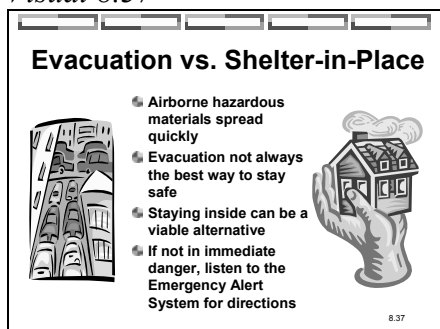 Visual 8.37
Evacuation vs. Shelter-in-Place
Airborne hazardous
materials spread
quickly
Evacuation not always
the best way to stay
safe
Staying inside can be a
viable alternative
If not in immediate
danger, listen to the
Emergency Alert
System for directions
8.37